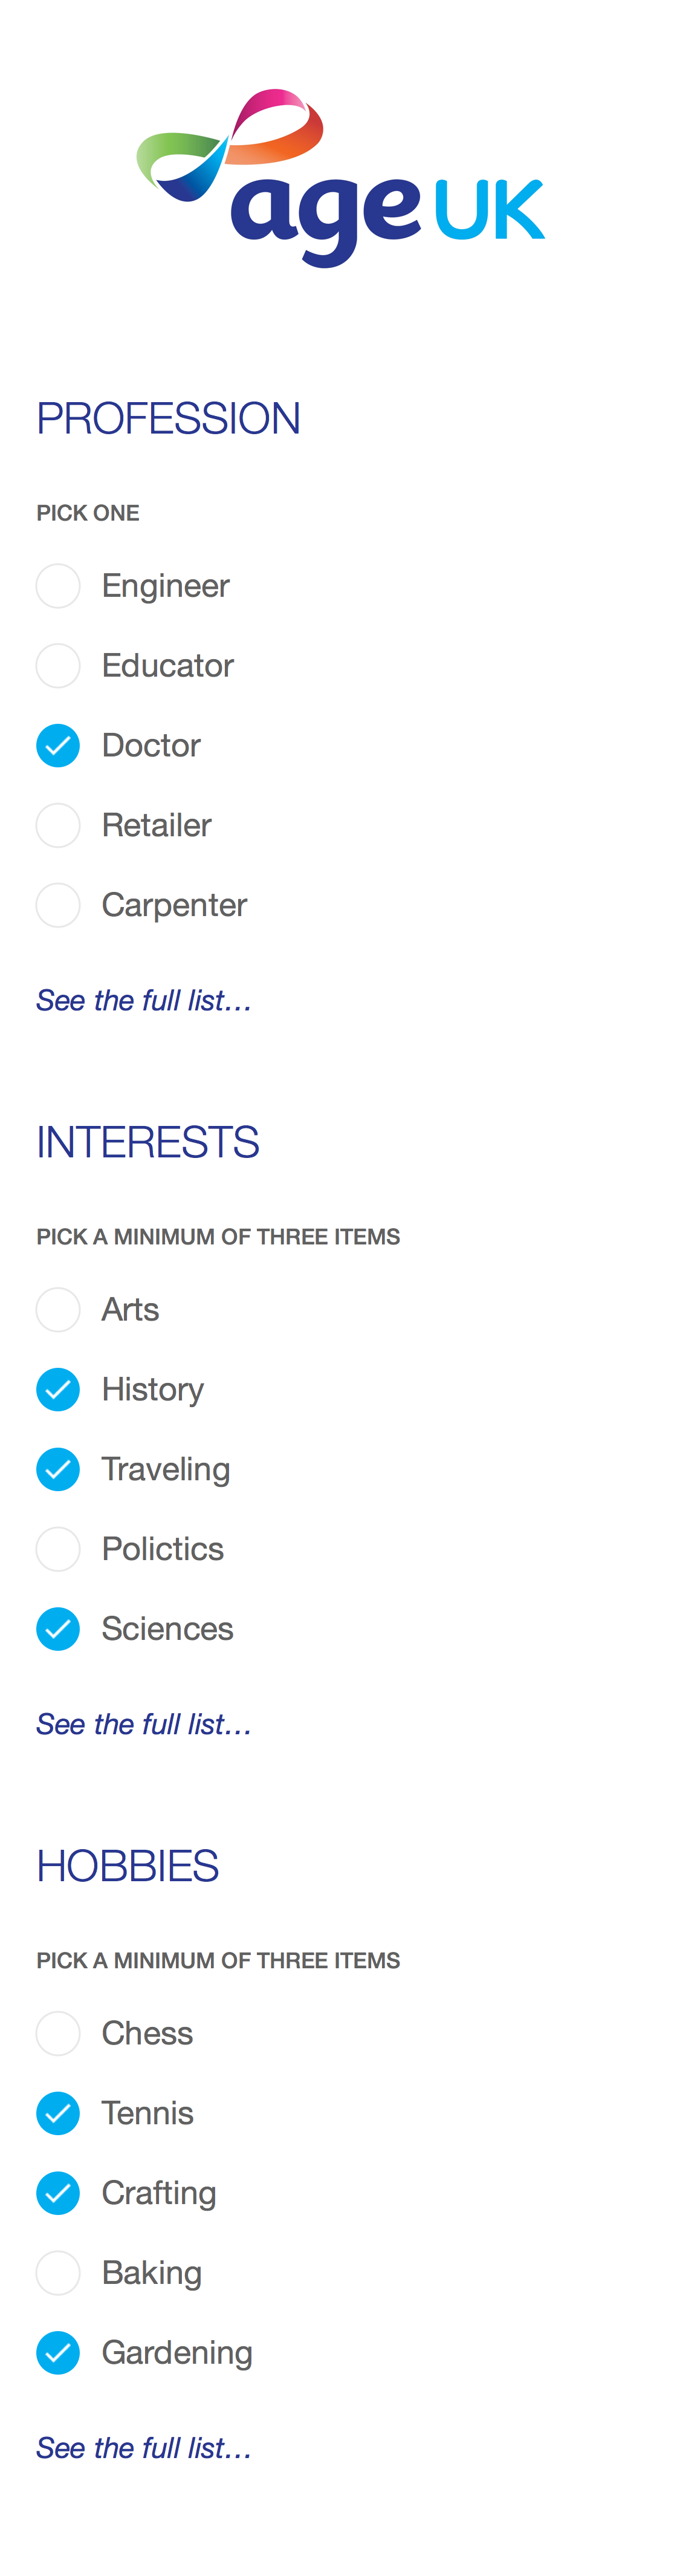 age UK
PROFESSION
PICK ONE
Engineer
Educator
Doctor
Retailer
Carpenter
See the full list...
INTERESTS
PICK A MINIMUM OF THREE ITEMS
Arts
History
Traveling
Polictics
Sciences
See the full list...
HOBBIES
PICK A MINIMUM OF THREE ITEMS
Chess
Tennis
Crafting
Baking
Gardening
See the full list...